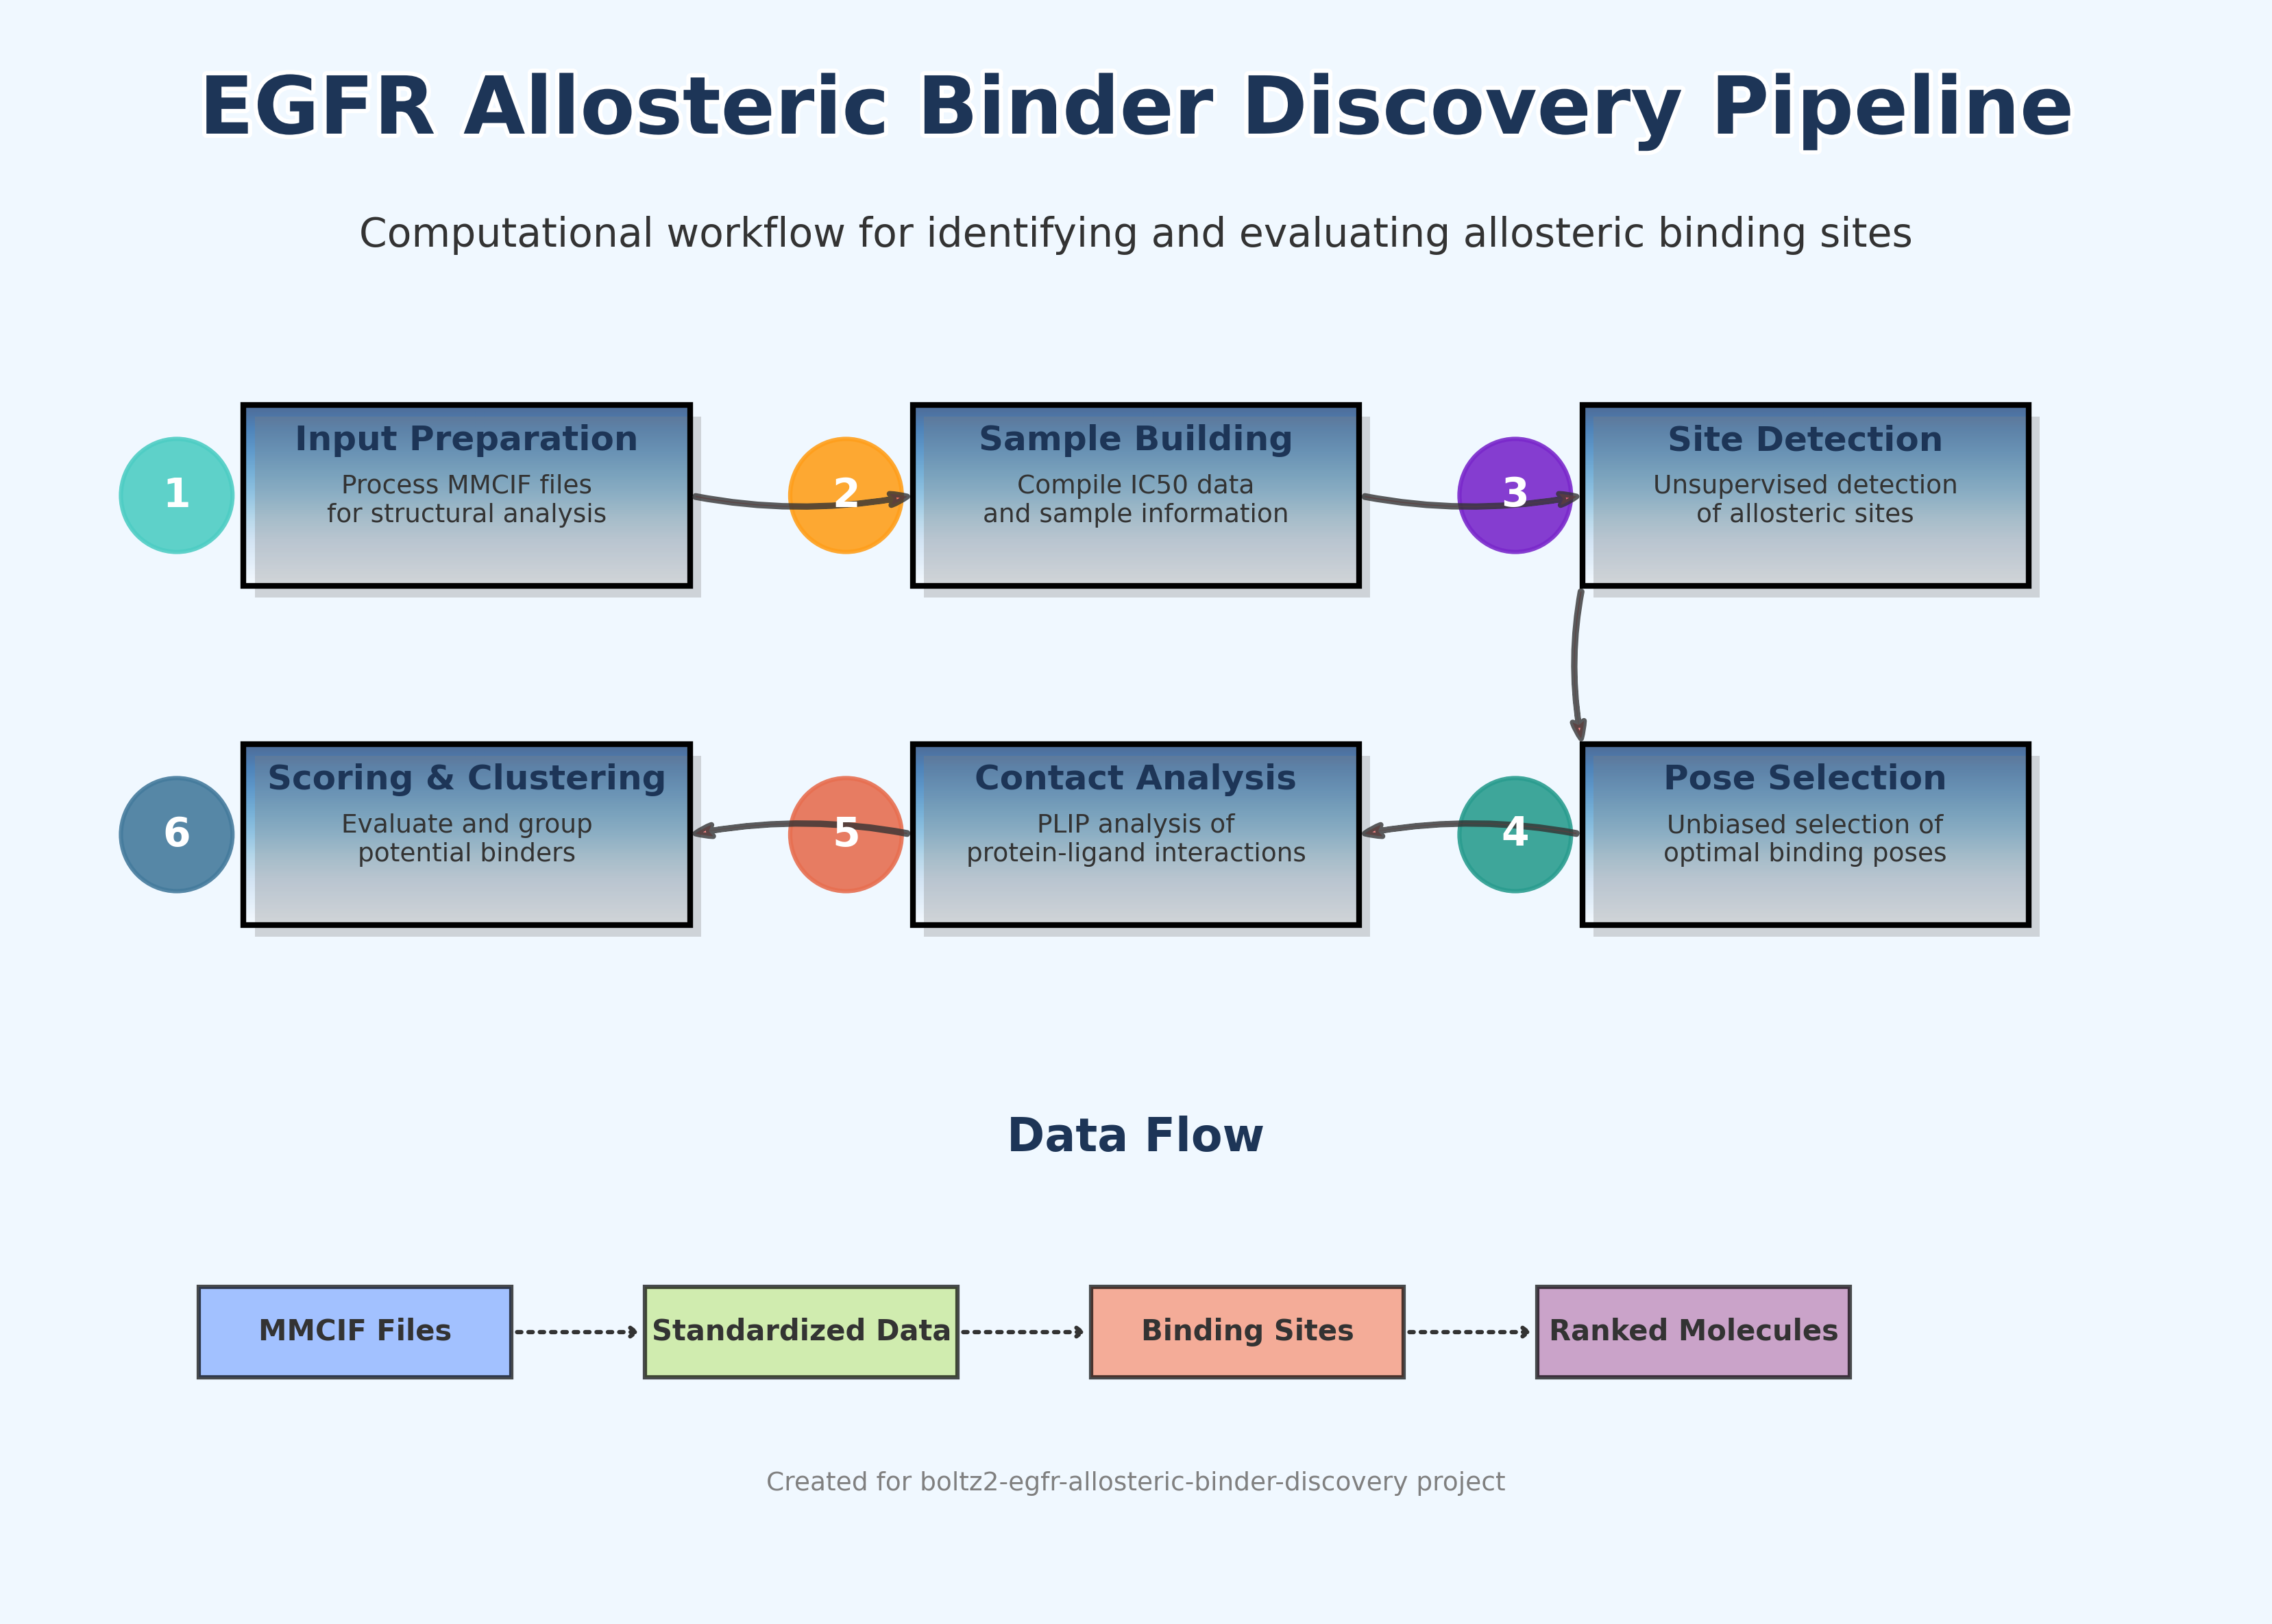 EGFR Allosteric Binder Discovery Pipeline
Computational workflow for identifying and evaluating allosteric binding sites
1
Input Preparation
Process MMCIF files
for structural analysis
2
Sample Building
Compile IC50 data
and sample information
3
Site Detection
Unsupervised detection
of allosteric sites
4
Pose Selection
Unbiased selection of
optimal binding poses
5
Contact Analysis
PLIP analysis of
protein-ligand interactions
6
Scoring & Clustering
Evaluate and group
potential binders
Data Flow
MMCIF Files
Standardized Data
Binding Sites
Ranked Molecules
Created for boltz2-egfr-allosteric-binder-discovery project